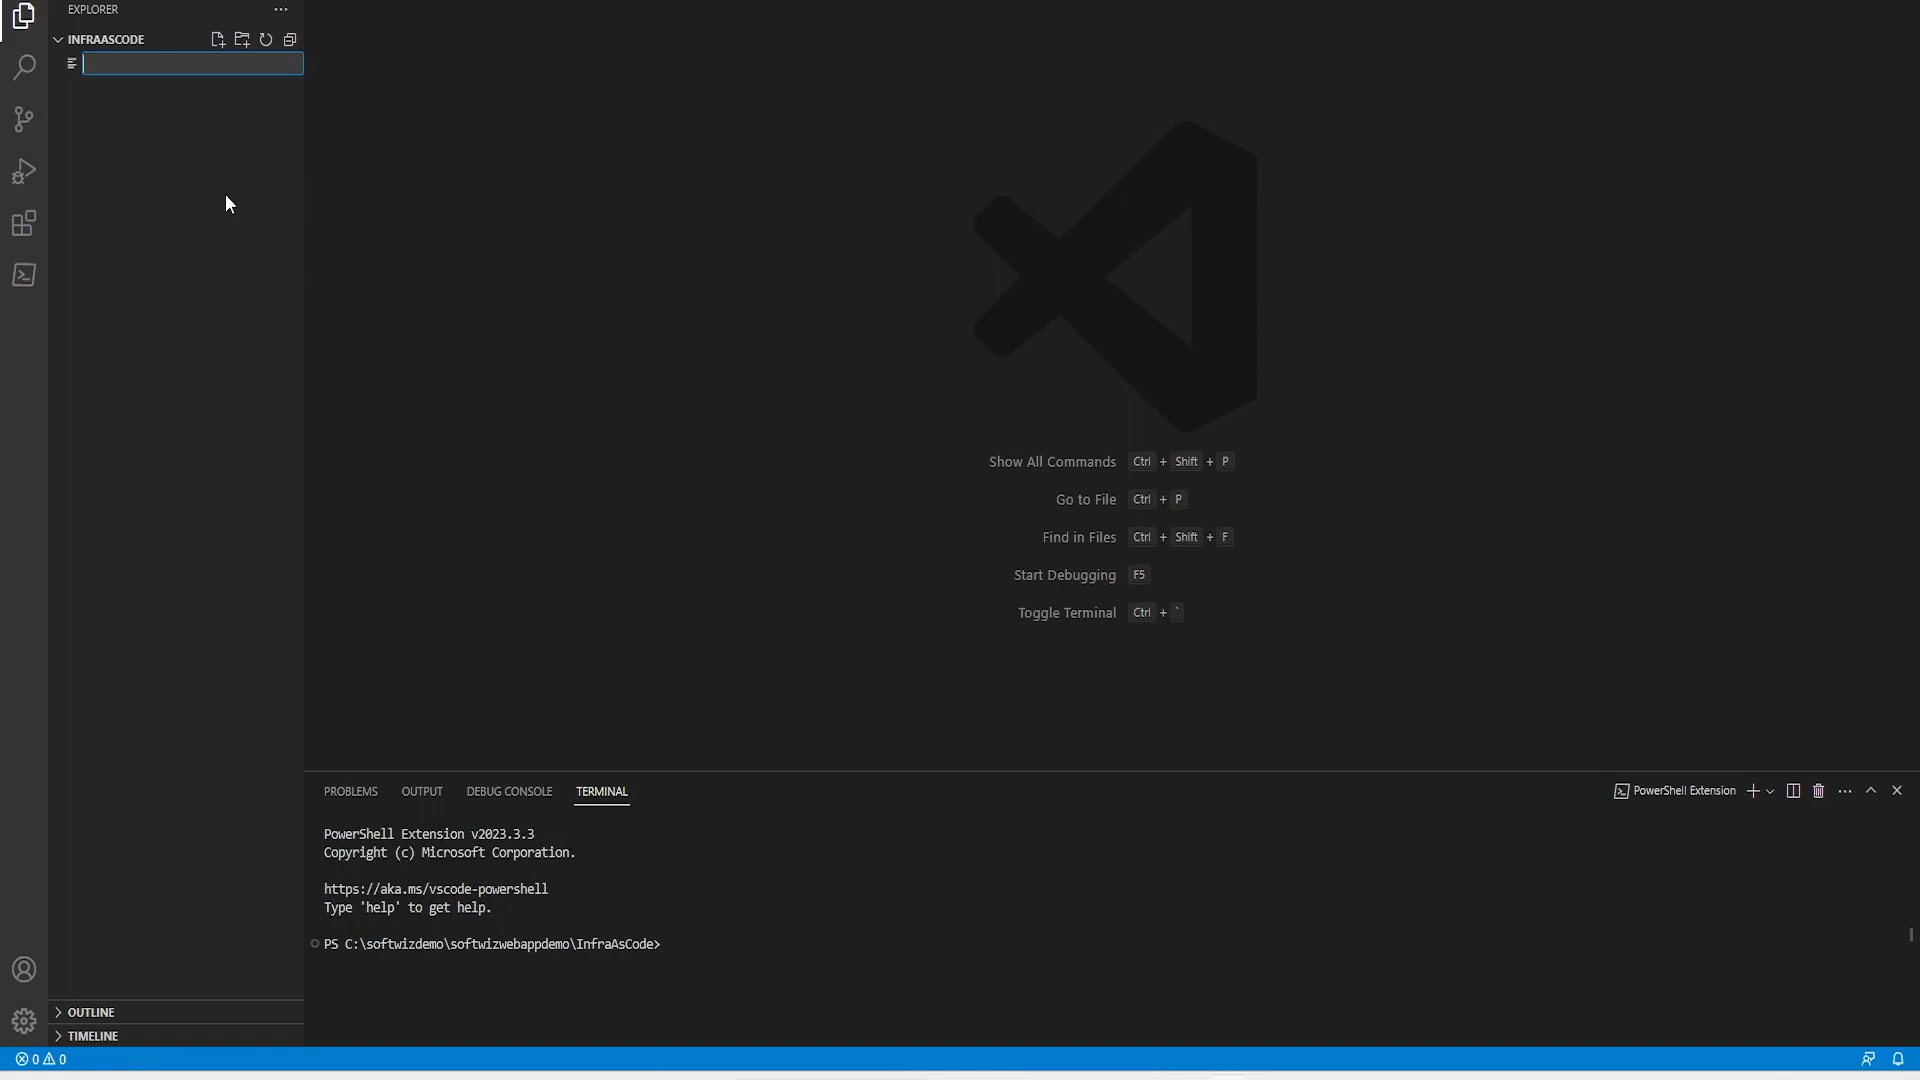 EXPLORER
INFRAASCODE
Show All Commands Ctrl + Shift + P
Go to File Ctrl + P
Find in Files Ctrl + Shift + F
Start Debugging F5
Toggle Terminal Ctrl + `
PROBLEMS OUTPUT DEBUG CONSOLE TERMINAL PowerShell Extension
PowerShell Extension v2023.3.3
Copyright (c) Microsoft Corporation.
https://aka.ms/vscode-powershell
Type 'help' to get help.
PS C:\softwizdemo\softwizwebappdemo\InfraAsCode>
OUTLINE
TIMELINE
0 0